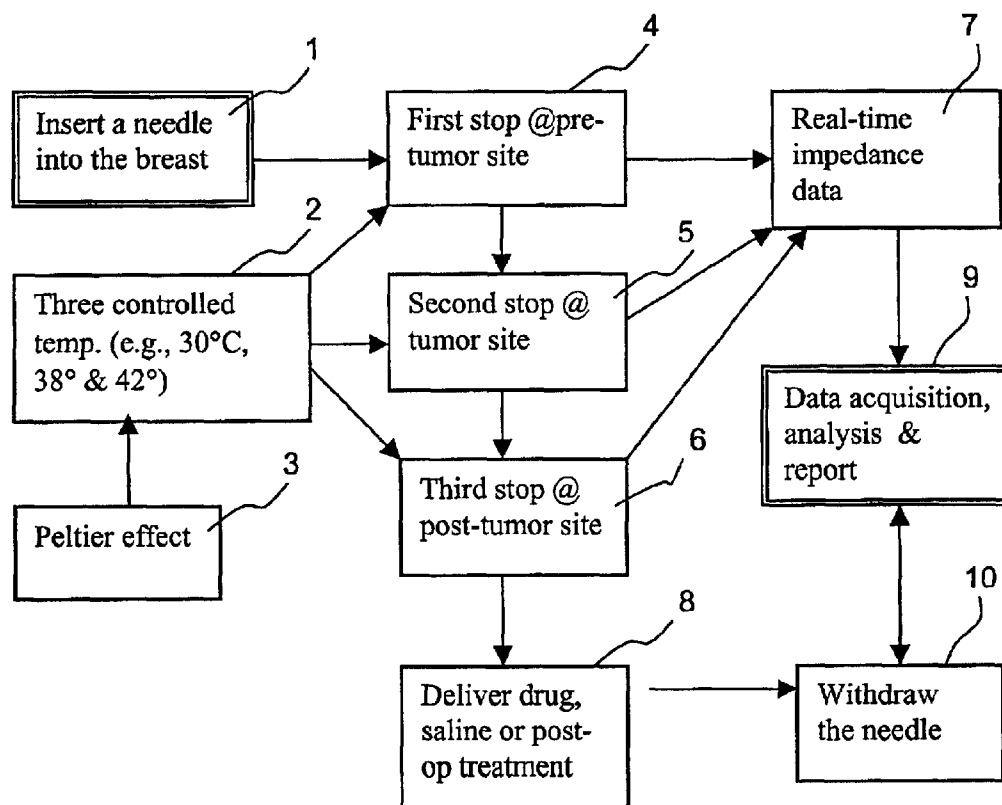 1
Insert a needle
into the breast
4
First stop @pre-
tumor site
7
Real-time
impedance
data
2
Three controlled
temp. (e.g., 30°C,
38° & 42°)
5
Second stop @
tumor site
9
Data acquisition,
analysis &
report
3
Peltier effect
6
Third stop @
post-tumor site
8
Deliver drug,
saline or post-
op treatment
10
Withdraw
the needle